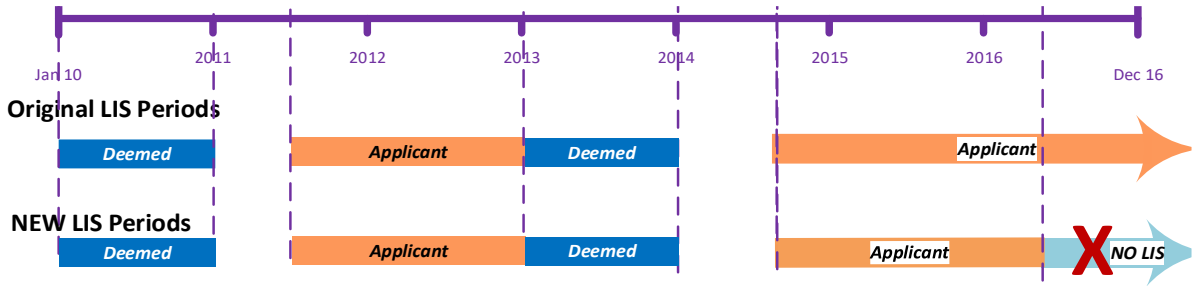 2011 2012 2013 2014 2015 2016
Jan 10 Dec 16
Original LIS Periods
Deemed Applicant Deemed Applicant
NEW LIS Periods
Deemed Applicant Deemed Applicant X NO LIS